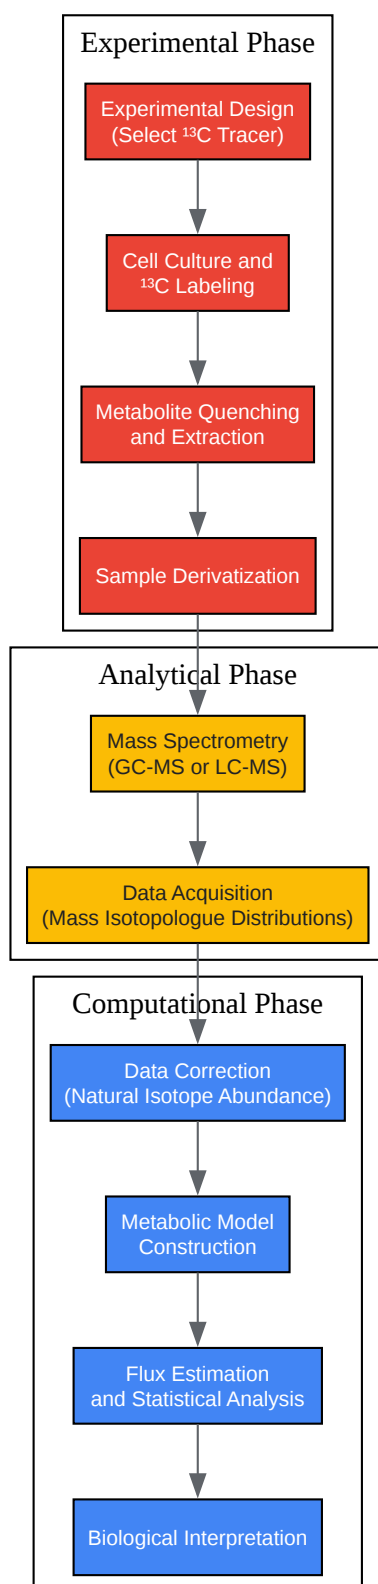 Experimental Phase
Experimental Design
(Select ¹³C Tracer)
Cell Culture and
¹³C Labeling
Metabolite Quenching
and Extraction
Sample Derivatization
Analytical Phase
Mass Spectrometry
(GC-MS or LC-MS)
Data Acquisition
(Mass Isotopologue Distributions)
Computational Phase
Data Correction
(Natural Isotope Abundance)
Metabolic Model
Construction
Flux Estimation
and Statistical Analysis
Biological Interpretation